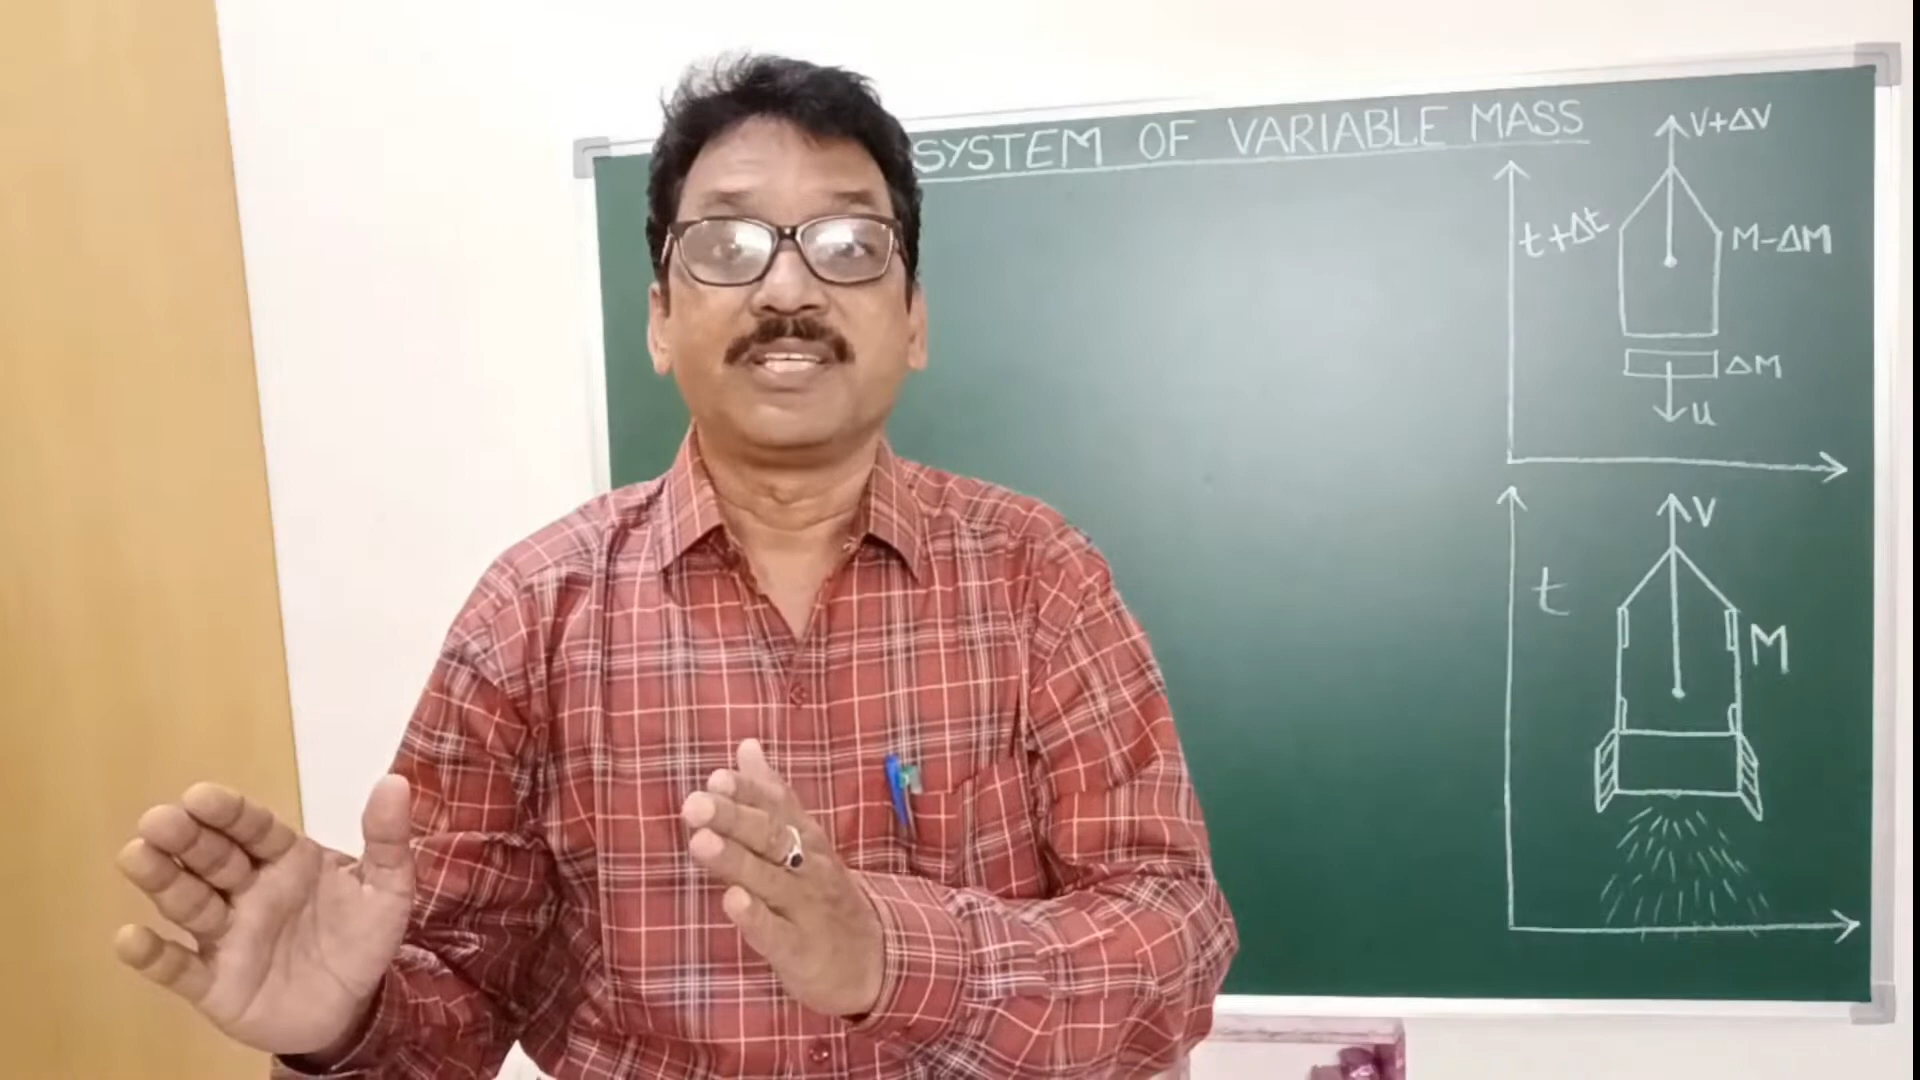 SYSTEM OF VARIABLE MASS
V+ΔV
t+Δt
M-ΔM
ΔM
u
V
t
M